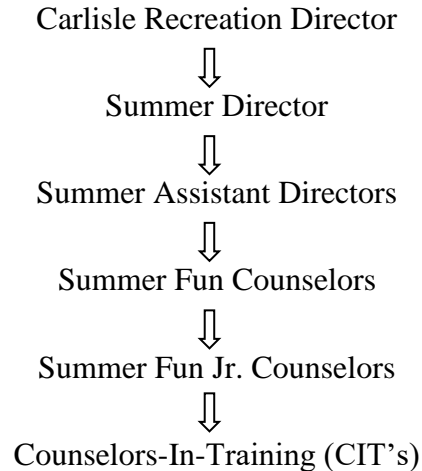 Carlisle Recreation Director
Summer Director
Summer Assistant Directors
Summer Fun Counselors
Summer Fun Jr. Counselors
Counselors-In-Training (CIT's)